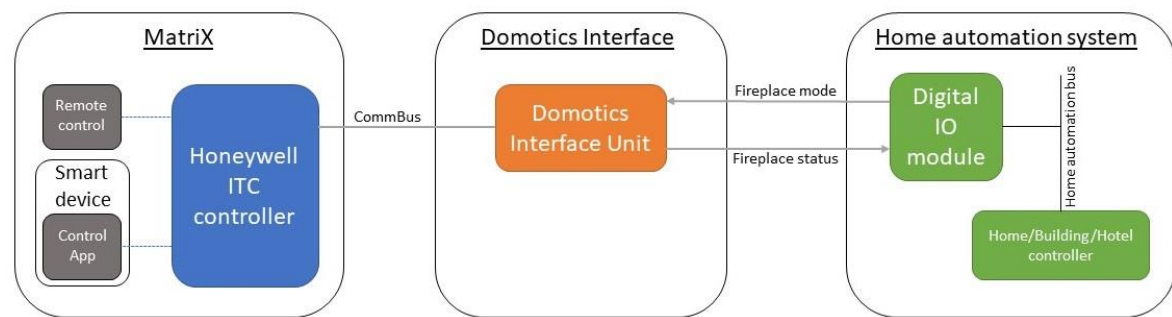 MatriX
Remote
control
Smart
device
Control
App
Honeywell
ITC
controller
CommBus
Domotics Interface
Domotics
Interface Unit
Fireplace mode
Fireplace status
Home automation system
Digital
IO
module
Home automation bus
Home/Building/Hotel
controller